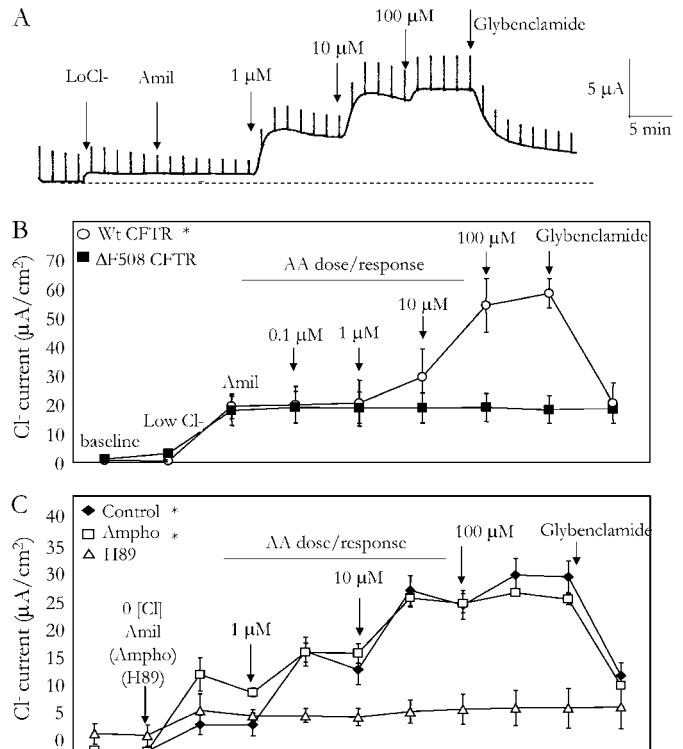 A
LoCl-
Amil
1 µM
10 µM
100 µM
Glybenclamide
5 µA
5 min
B
Wt CFTR *
ΔF508 CFTR
AA dose/response
100 µM
Glybenclamide
10 µM
1 µM
0.1 µM
Amil
Low Cl-
baseline
Cl- current (µA/cm2)
70
60
50
40
30
20
10
0
C
Control *
Ampho *
H89
AA dose/response
100 µM
Glybenclamide
10 µM
1 µM
0 [Cl]
Amil
(Ampho)
(H89)
Cl- current (µA/cm2)
40
35
30
25
20
15
10
5
0